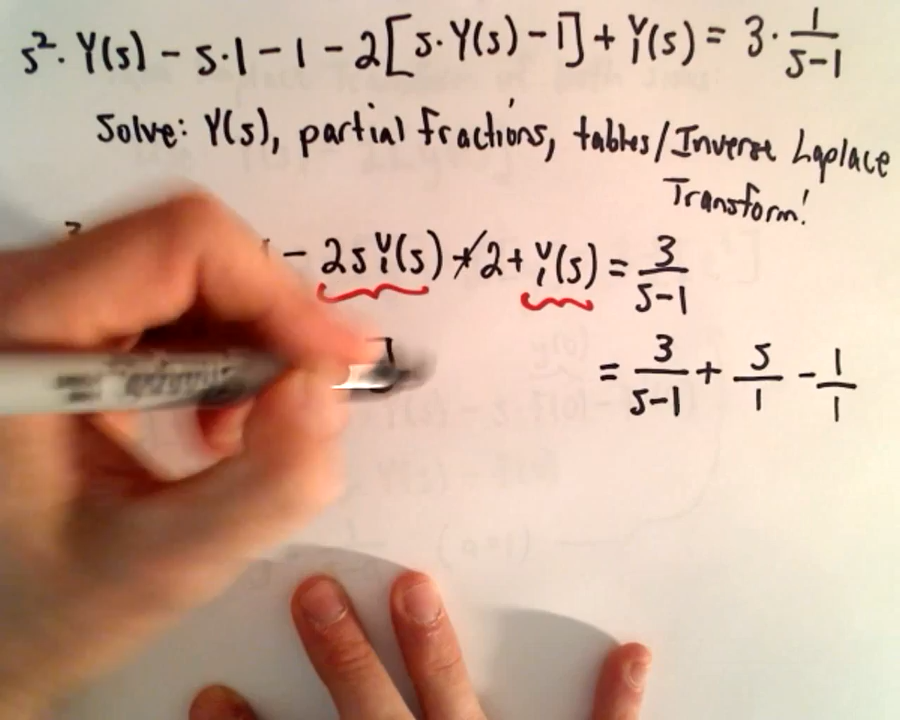 s²·Y(s) - s·1 - 1 - 2[s·Y(s) - 1] + Y(s) = 3·1/(s-1)
Solve: Y(s), partial fractions, tables/Inverse Laplace
Transform!
- 2sY(s) + 2 + Y(s) = 3/(s-1)
= 3/(s-1) + s/1 - 1/1